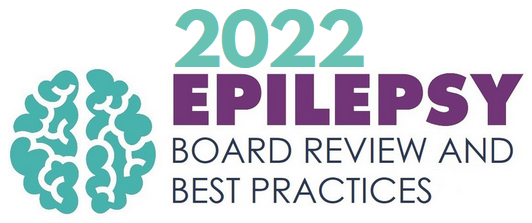 2022
EPILEPSY
BOARD REVIEW AND
BEST PRACTICES